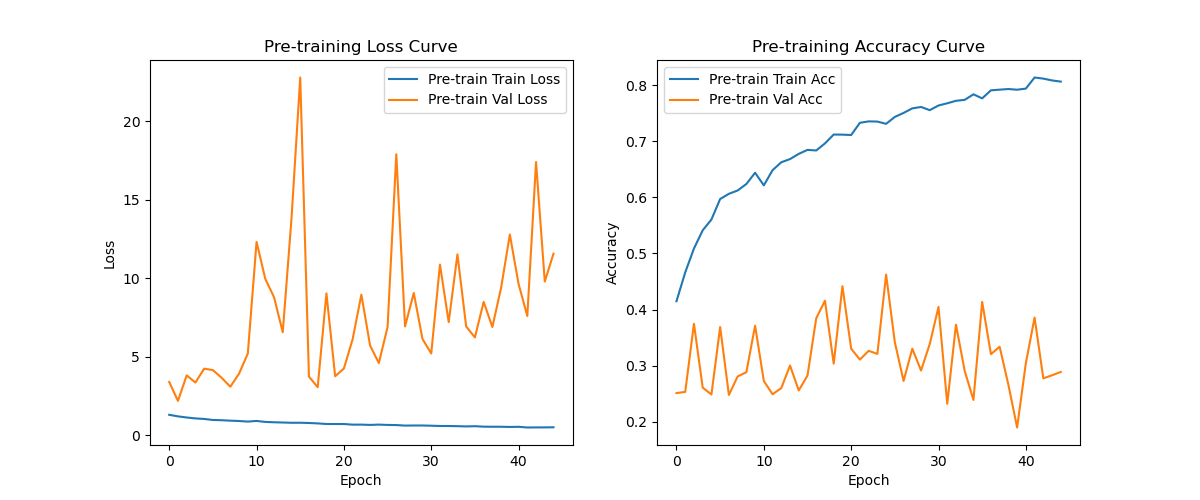 Pre-training Loss Curve
Pre-train Train Loss
Pre-train Val Loss
Loss
20
15
10
5
0
0
10
20
30
40
Epoch
Pre-training Accuracy Curve
Pre-train Train Acc
Pre-train Val Acc
Accuracy
0.8
0.7
0.6
0.5
0.4
0.3
0.2
0
10
20
30
40
Epoch